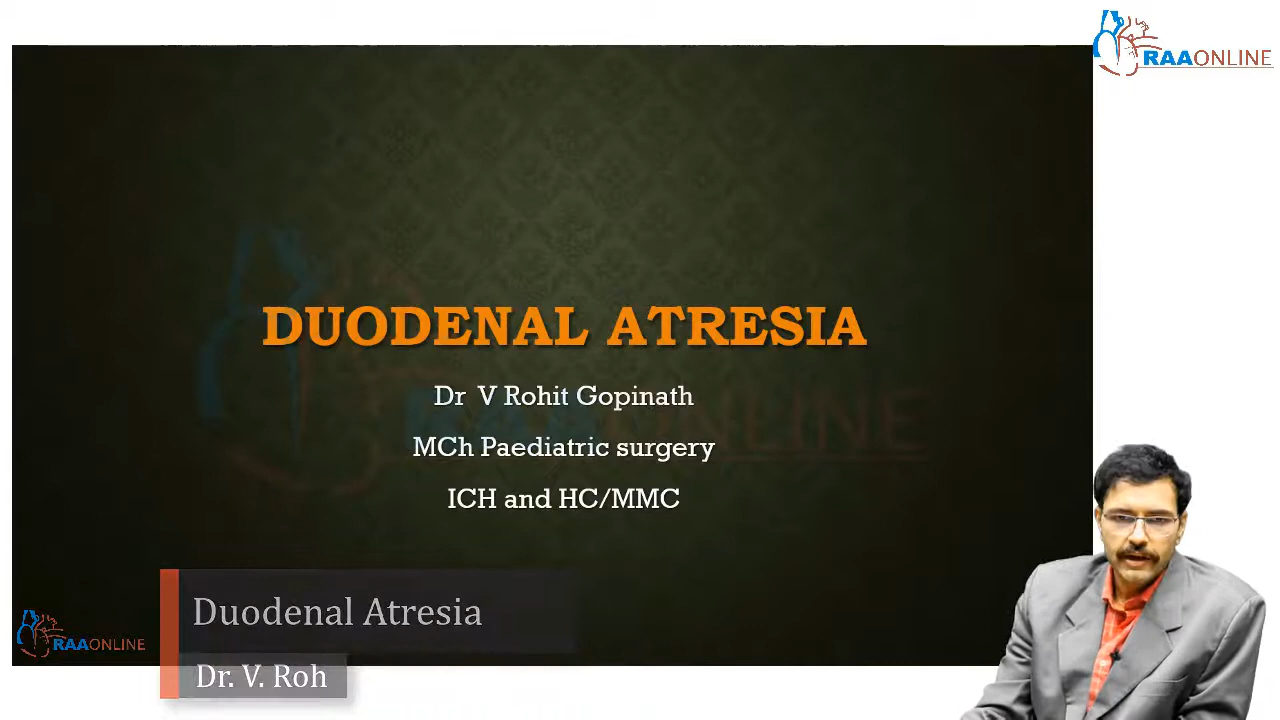 RAAONLINE
DUODENAL ATRESIA
Dr V Rohit Gopinath
MCh Paediatric surgery
ICH and HC/MMC
Duodenal Atresia
Dr. V. Roh
RAAONLINE